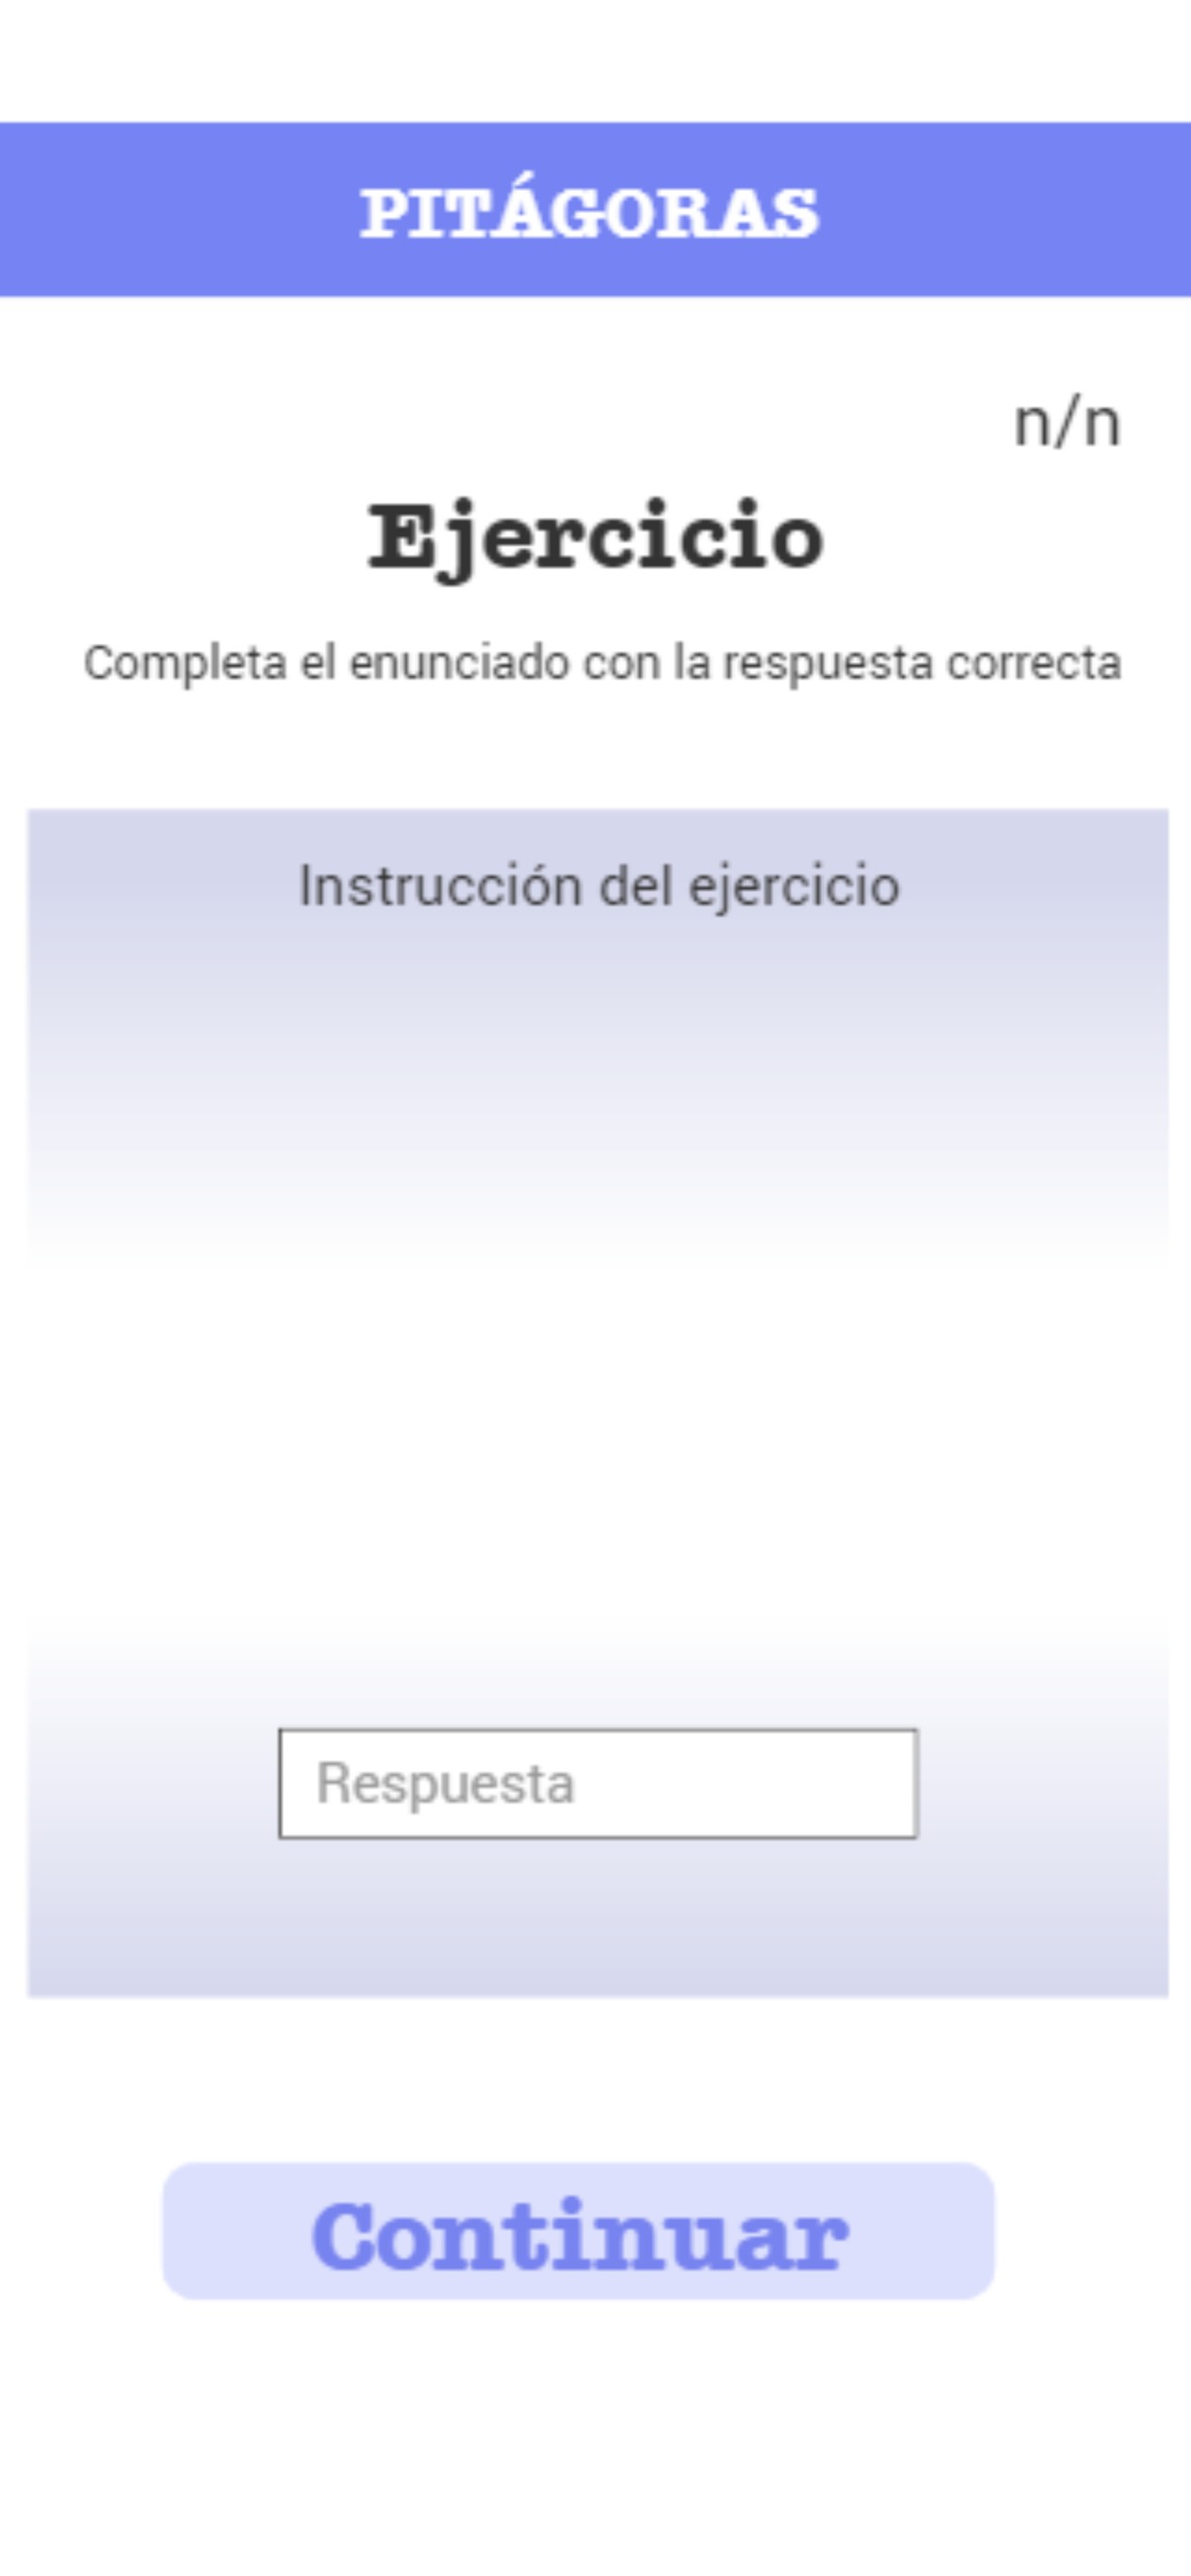 PITÁGORAS
n/n
Ejercicio
Completa el enunciado con la respuesta correcta
Instrucción del ejercicio
Respuesta
Continuar